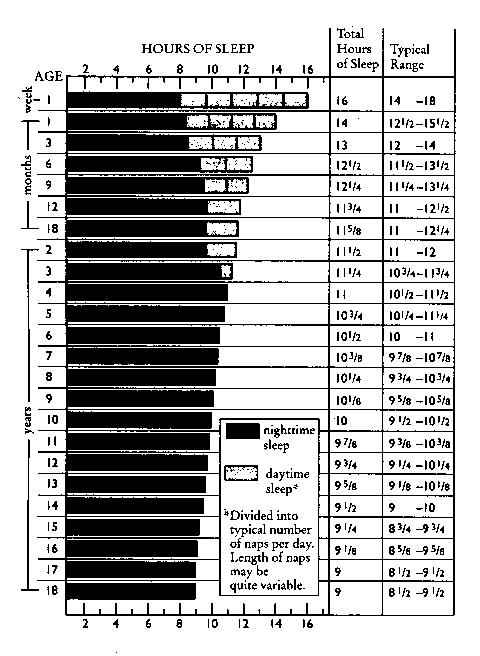 HOURS OF SLEEP
Total Hours of Sleep
Typical Range
2 4 6 8 10 12 14 16
AGE
week
1 16 14 –18
months
1 14 12 1/2 –15 1/2
3 13 12 –14
6 12 1/2 11 1/2 –13 1/2
9 12 1/4 11 1/4 –13 1/4
12 11 3/4 11 –12 1/2
18 11 5/8 11 –12 1/4
years
2 11 1/2 11 –12
3 11 1/4 10 3/4 –11 3/4
4 11 10 1/2 –11 1/2
5 10 3/4 10 1/4 –11 1/4
6 10 1/2 10 –11
7 10 3/8 9 7/8 –10 7/8
8 10 1/4 9 3/4 –10 3/4
9 10 1/8 9 5/8 –10 5/8
10 10 9 1/2 –10 1/2
11 9 7/8 9 3/8 –10 3/8
12 9 3/4 9 1/4 –10 1/4
13 9 5/8 9 1/8 –10 1/8
14 9 1/2 9 –10
15 9 1/4 8 3/4 –9 3/4
16 9 1/8 8 5/8 –9 5/8
17 9 8 1/2 –9 1/2
18 9 8 1/2 –9 1/2
nighttime
sleep
daytime
sleep*
*Divided into
typical number
of naps per day.
Length of naps
may be
quite variable.
2 4 6 8 10 12 14 16